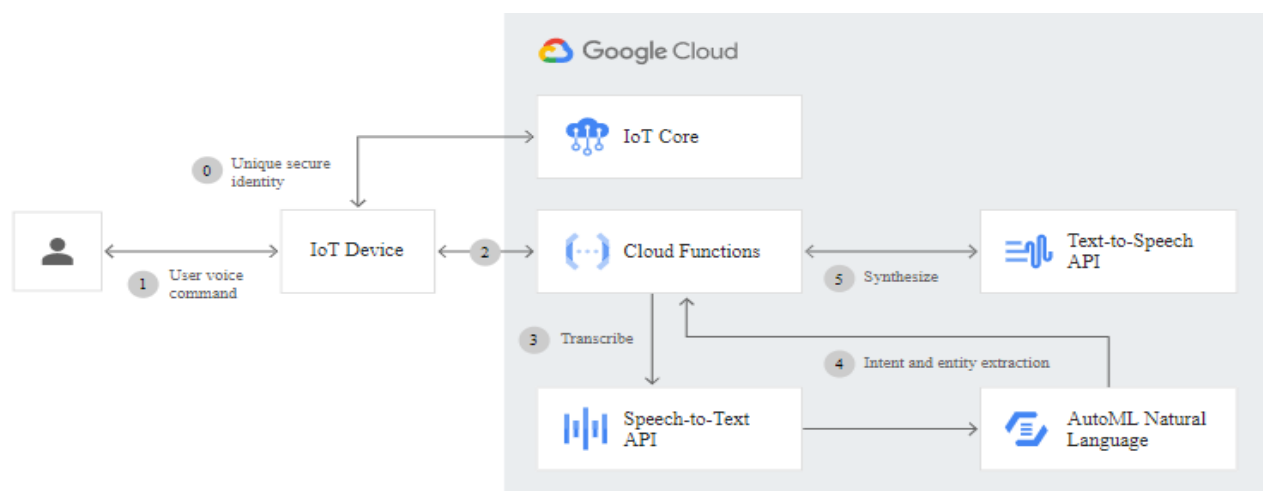 Google Cloud
IoT Core
0
Unique secure
identity
IoT Device
2
Cloud Functions
Text-to-Speech
API
1
User voice
command
5
Synthesize
3
Transcribe
4
Intent and entity extraction
Speech-to-Text
API
AutoML Natural
Language